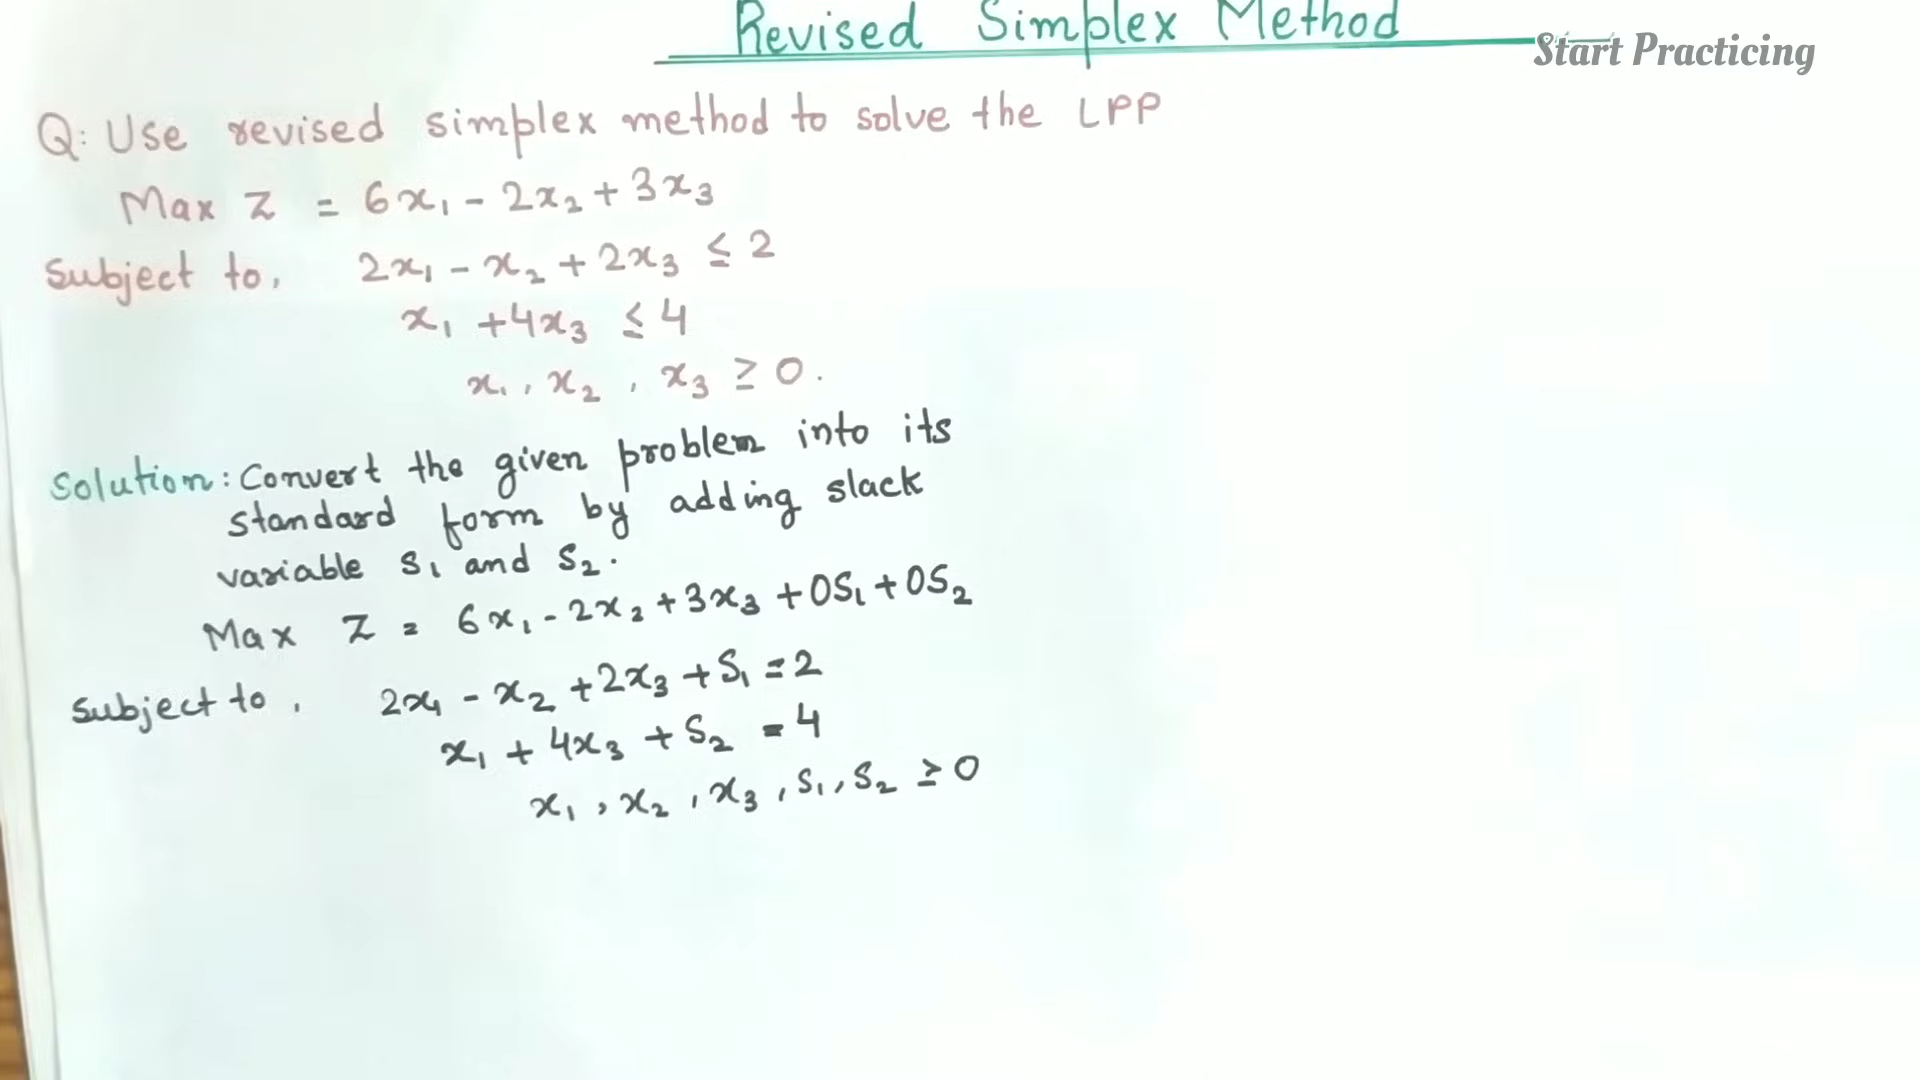 Revised Simplex Method
Start Practicing
Q: Use revised simplex method to solve the LPP
Max Z = 6x₁ - 2x₂ + 3x₃
Subject to, 2x₁ - x₂ + 2x₃ ≤ 2
x₁ + 4x₃ ≤ 4
x₁, x₂, x₃ ≥ 0.
Solution: Convert the given problem into its
standard form by adding slack
variable S₁ and S₂.
Max Z = 6x₁ - 2x₂ + 3x₃ + 0S₁ + 0S₂
Subject to, 2x₁ - x₂ + 2x₃ + S₁ = 2
x₁ + 4x₃ + S₂ = 4
x₁, x₂, x₃, S₁, S₂ ≥ 0